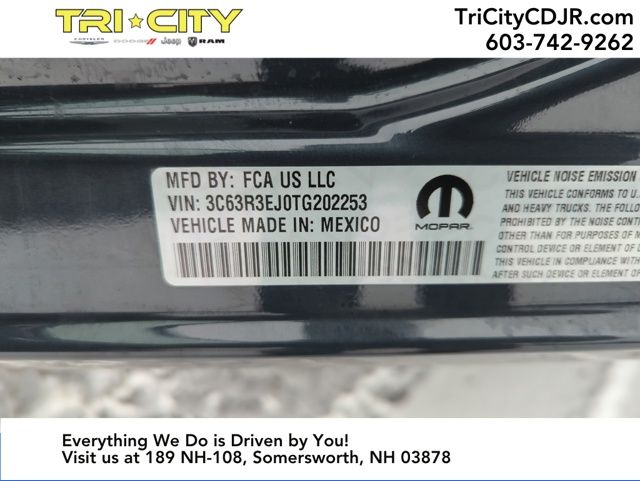 TRI CITY
CHRYSLER DODGE Jeep RAM
TriCityCDJR.com
603-742-9262
MFD BY: FCA US LLC
VIN: 3C63R3EJ0TG202253
VEHICLE MADE IN: MEXICO
MOPAR
VEHICLE NOISE EMISSION
THIS VEHICLE CONFORMS TO U.
AND HEAVY TRUCKS. THE FOLLOW
PROHIBITED BY THE NOISE CONT
OTHER THAN FOR PURPOSES OF M
CONTROL DEVICE OR ELEMENT OF D
THIS VEHICLE IN COMPLIANCE WITH
AFTER SUCH DEVICE OR ELEMENT OF
Everything We Do is Driven by You!
Visit us at 189 NH-108, Somersworth, NH 03878